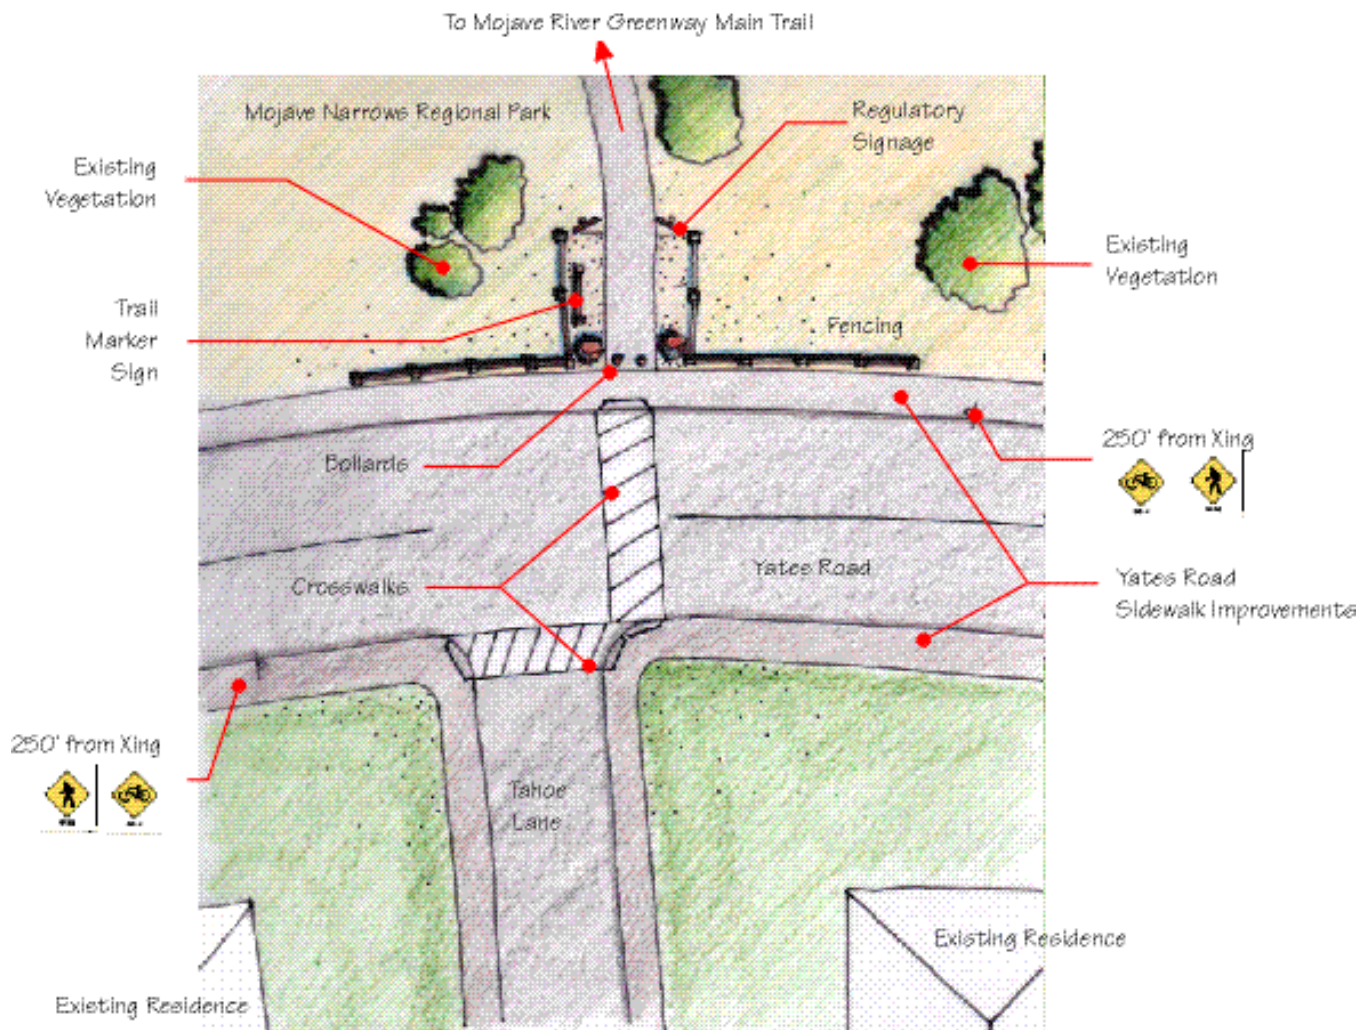 To Mojave River Greenway Main Trail
Mojave Narrows Regional Park
Regulatory
Signage
Existing
Vegetation
Existing
Vegetation
Trail
Marker
Sign
Fencing
250' from Xing
Bollards
Crosswalks
Yates Road
Yates Road
Sidewalk Improvements
250' from Xing
Tahoe
Lane
Existing Residence
Existing Residence